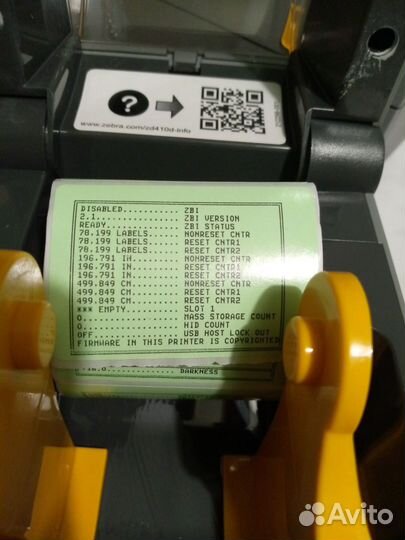 ?
www.zebra.com/zd410d-info
DISABLED.......... ZBI
2.1............... ZBI VERSION
READY............. ZBI STATUS
78,199 LABELS..... NONRESET CNTR
78,199 LABELS..... RESET CNTR1
78,199 LABELS..... RESET CNTR2
196,791 IN........ NONRESET CNTR
196,791 IN........ RESET CNTR1
196,791 IN........ RESET CNTR2
499,849 CM........ NONRESET CNTR
499,849 CM........ RESET CNTR1
499,849 CM........ RESET CNTR2
*** EMPTY......... SLOT 1
0................. MASS STORAGE COUNT
0................. HID COUNT
OFF............... USB HOST LOCK OUT
FIRMWARE IN THIS PRINTER IS COPYRIGHTED
DARKNESS
Avito